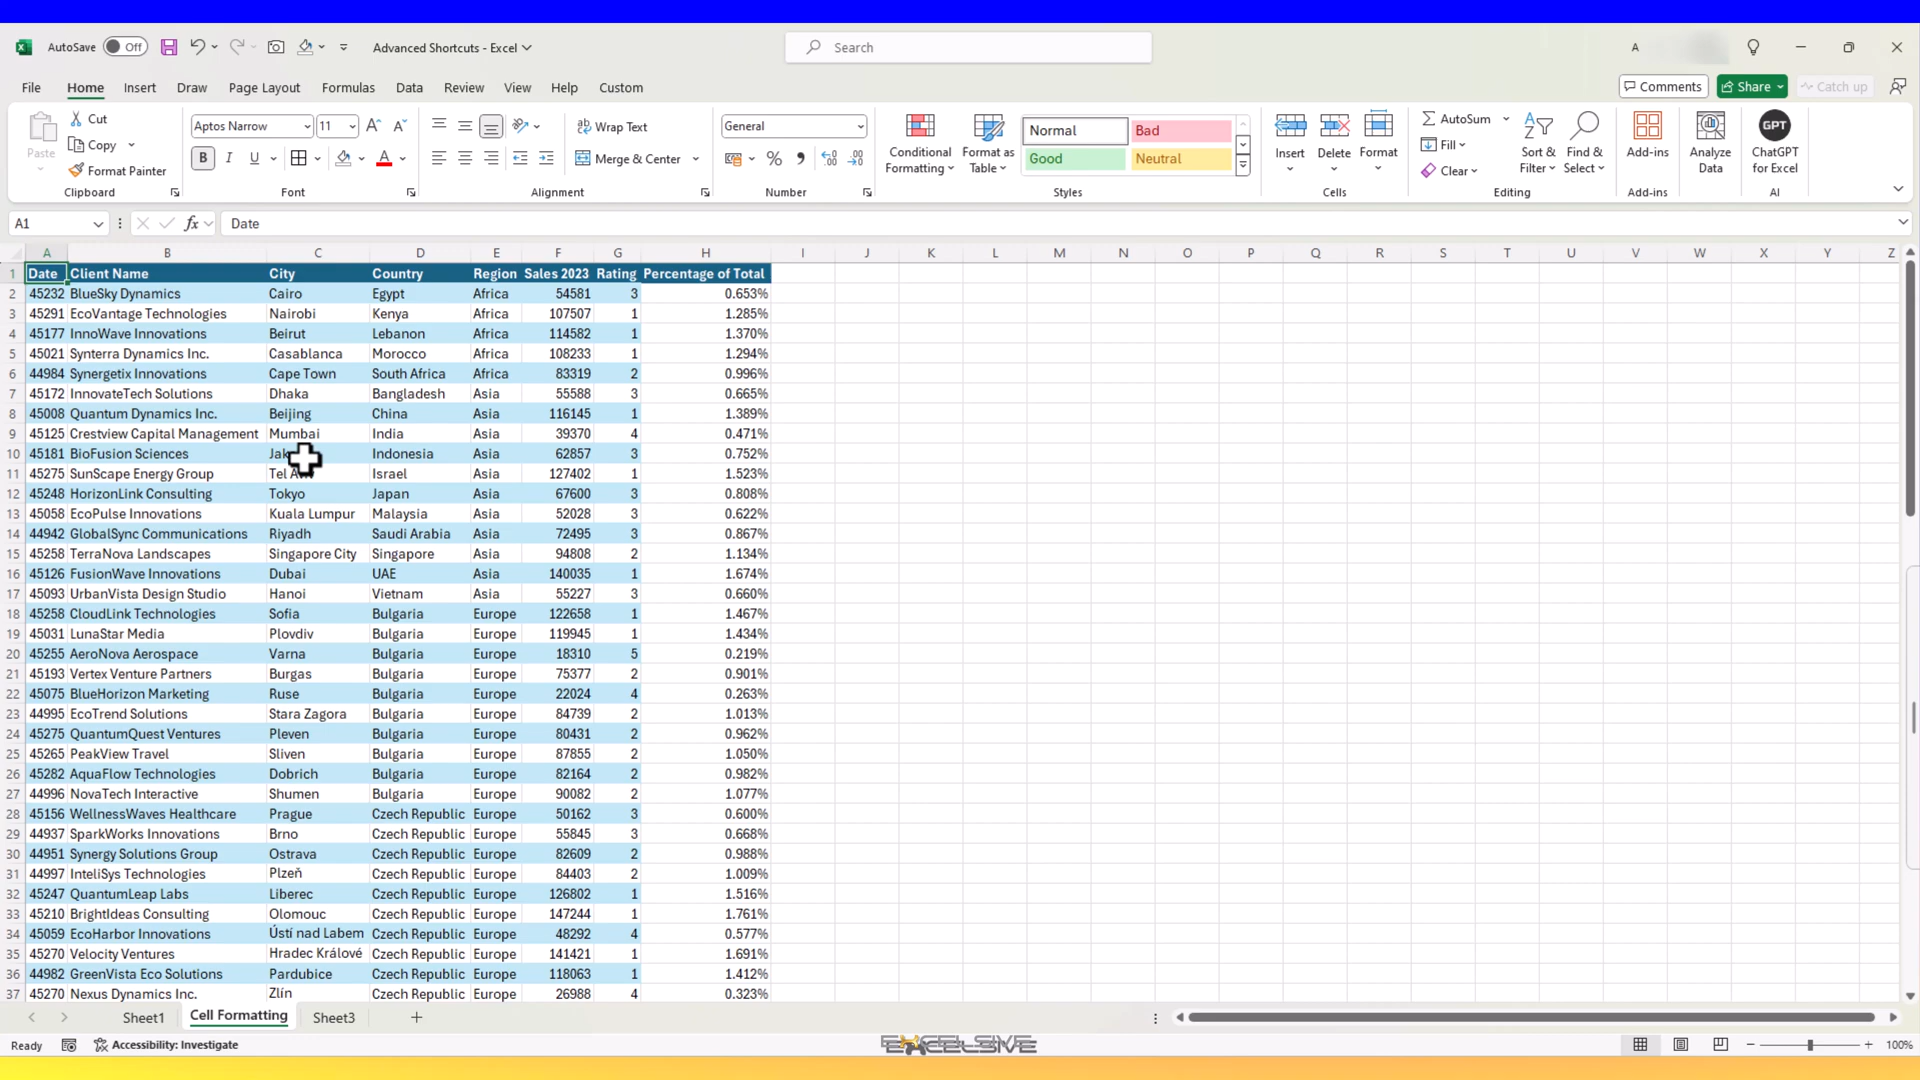 AutoSave Off Advanced Shortcuts - Excel Search A
File Home Insert Draw Page Layout Formulas Data Review View Help Custom Comments Share Catch up
Paste Cut Copy Format Painter Clipboard
Aptos Narrow 11 B I U A Font
Wrap Text Merge & Center Alignment
General % , Number
Conditional Formatting Format as Table Normal Bad Good Neutral Styles
Insert Delete Format Cells
AutoSum Fill Clear Sort & Filter Find & Select Editing
Add-ins Add-ins Analyze Data GPT ChatGPT for Excel AI
A1 fx Date
A B C D E F G H I J K L M N O P Q R S T U V W X Y Z
1 Date Client Name City Country Region Sales 2023 Rating Percentage of Total
2 45232 BlueSky Dynamics Cairo Egypt Africa 54581 3 0.653%
3 45291 EcoVantage Technologies Nairobi Kenya Africa 107507 1 1.285%
4 45177 InnoWave Innovations Beirut Lebanon Africa 114582 1 1.370%
5 45021 Synterra Dynamics Inc. Casablanca Morocco Africa 108233 1 1.294%
6 44984 Synergetix Innovations Cape Town South Africa Africa 83319 2 0.996%
7 45172 InnovateTech Solutions Dhaka Bangladesh Asia 55588 3 0.665%
8 45008 Quantum Dynamics Inc. Beijing China Asia 116145 1 1.389%
9 45125 Crestview Capital Management Mumbai India Asia 39370 4 0.471%
10 45181 BioFusion Sciences Indonesia Asia 62857 3 0.752%
11 45275 SunScape Energy Group Tel Israel Asia 127402 1 1.523%
12 45248 HorizonLink Consulting Tokyo Japan Asia 67600 3 0.808%
13 45058 EcoPulse Innovations Kuala Lumpur Malaysia Asia 52028 3 0.622%
14 44942 GlobalSync Communications Riyadh Saudi Arabia Asia 72495 3 0.867%
15 45258 TerraNova Landscapes Singapore City Singapore Asia 94808 2 1.134%
16 45126 FusionWave Innovations Dubai UAE Asia 140035 1 1.674%
17 45093 UrbanVista Design Studio Hanoi Vietnam Asia 55227 3 0.660%
18 45258 CloudLink Technologies Sofia Bulgaria Europe 122658 1 1.467%
19 45031 LunaStar Media Plovdiv Bulgaria Europe 119945 1 1.434%
20 45255 AeroNova Aerospace Varna Bulgaria Europe 18310 5 0.219%
21 45193 Vertex Venture Partners Burgas Bulgaria Europe 75377 2 0.901%
22 45075 BlueHorizon Marketing Ruse Bulgaria Europe 22024 4 0.263%
23 44995 EcoTrend Solutions Stara Zagora Bulgaria Europe 84739 2 1.013%
24 45275 QuantumQuest Ventures Pleven Bulgaria Europe 80431 2 0.962%
25 45265 PeakView Travel Sliven Bulgaria Europe 87855 2 1.050%
26 45282 AquaFlow Technologies Dobrich Bulgaria Europe 82164 2 0.982%
27 44996 NovaTech Interactive Shumen Bulgaria Europe 90082 2 1.077%
28 45156 WellnessWaves Healthcare Prague Czech Republic Europe 50162 3 0.600%
29 44937 SparkWorks Innovations Brno Czech Republic Europe 55845 3 0.668%
30 44951 Synergy Solutions Group Ostrava Czech Republic Europe 82609 2 0.988%
31 44997 InteliSys Technologies Plzeň Czech Republic Europe 84403 2 1.009%
32 45247 QuantumLeap Labs Liberec Czech Republic Europe 126802 1 1.516%
33 45210 BrightIdeas Consulting Olomouc Czech Republic Europe 147244 1 1.761%
34 45059 EcoHarbor Innovations Ústí nad Labem Czech Republic Europe 48292 4 0.577%
35 45270 Velocity Ventures Hradec Králové Czech Republic Europe 141421 1 1.691%
36 44982 GreenVista Eco Solutions Pardubice Czech Republic Europe 118063 1 1.412%
37 45270 Nexus Dynamics Inc. Zlín Czech Republic Europe 26988 4 0.323%
Sheet1 Cell Formatting Sheet3
Ready Accessibility: Investigate EXCELSIVE 100%